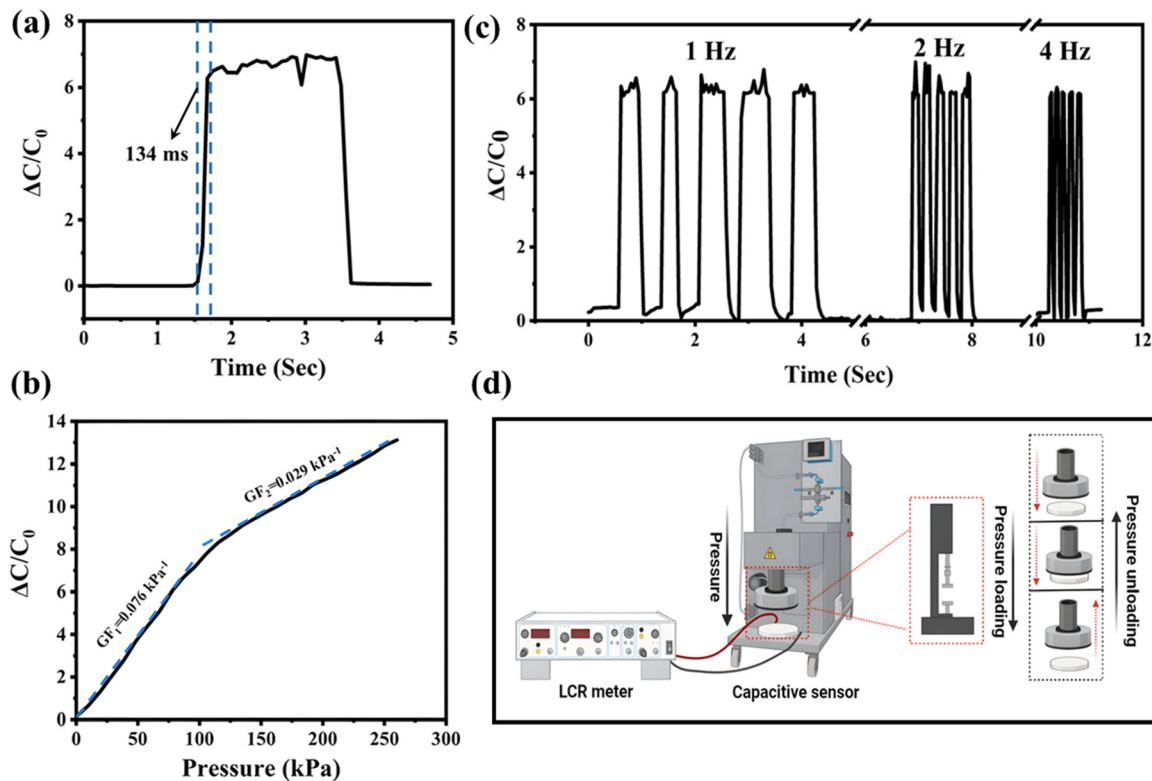 (a)
8
6
4
2
0
ΔC/C₀
134 ms
0 1 2 3 4 5
Time (Sec)
(b)
14
12
10
8
6
4
2
0
ΔC/C₀
GF₁=0.076 kPa⁻¹
GF₂=0.029 kPa⁻¹
0 50 100 150 200 250 300
Pressure (kPa)
(c)
8
6
4
2
0
ΔC/C0
1 Hz 2 Hz 4 Hz
0 2 4 6 8 10 12
Time (Sec)
(d)
Pressure
LCR meter
Capacitive sensor
Pressure loading
Pressure unloading